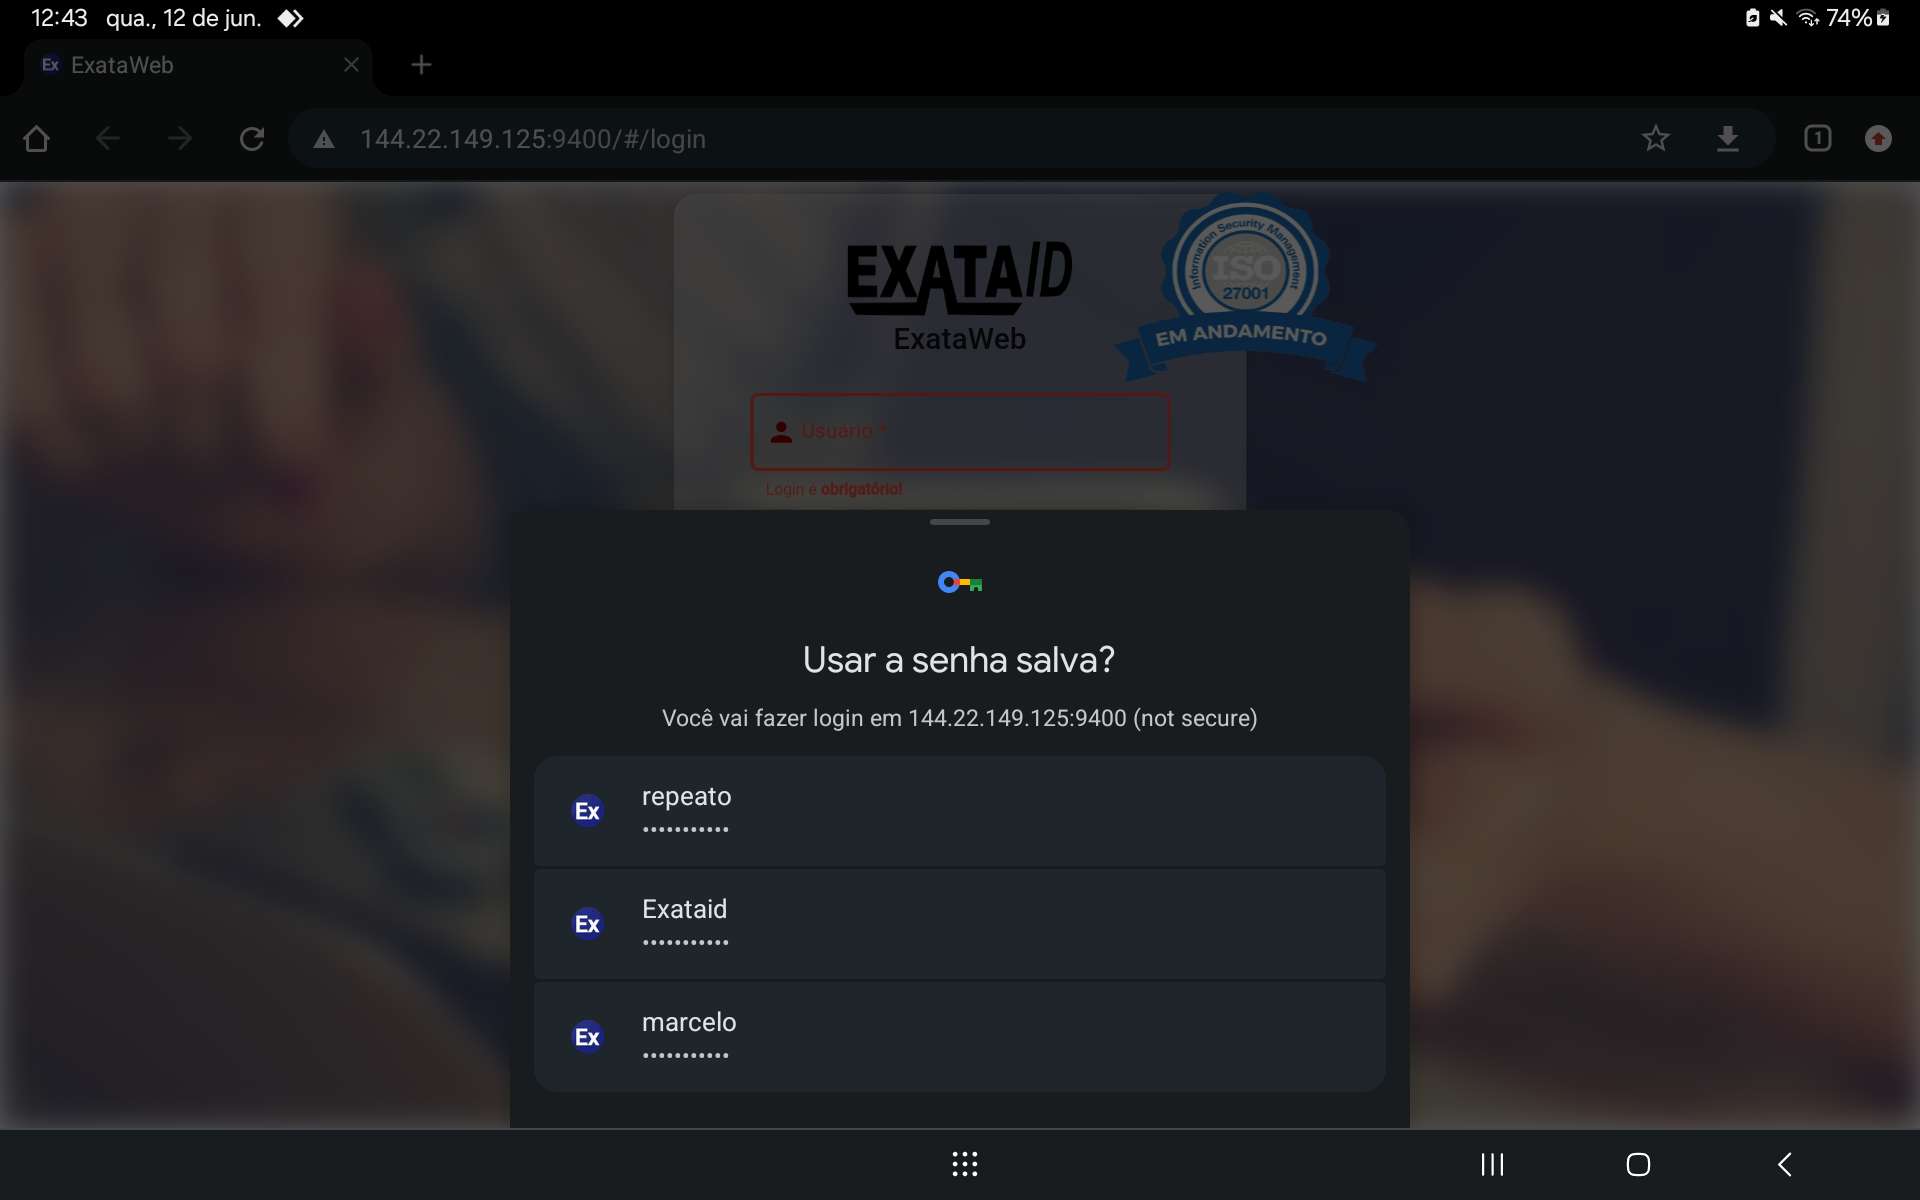 12:43 qua., 12 de jun. 74%
Ex ExataWeb
144.22.149.125:9400/#/login 1
EXATAID
ExataWeb
Information Security Management
ISO
27001
EM ANDAMENTO
Usuário *
Login é obrigatório!
Usar a senha salva?
Você vai fazer login em 144.22.149.125:9400 (not secure)
Ex repeato
•••••••••••
Ex Exataid
•••••••••••
Ex marcelo
•••••••••••